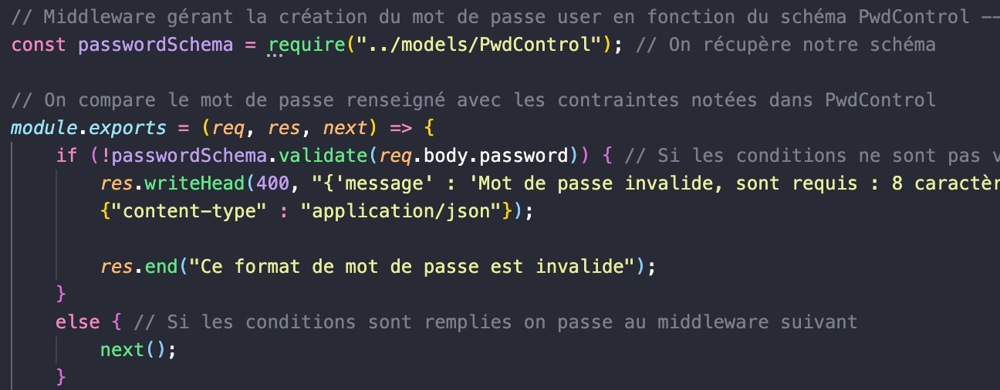 // Middleware gérant la création du mot de passe user en fonction du schéma PwdControl --
const passwordSchema = require("../models/PwdControl"); // On récupère notre schéma
// On compare le mot de passe renseigné avec les contraintes notées dans PwdControl
module.exports = (req, res, next) => {
if (!passwordSchema.validate(req.body.password)) { // Si les conditions ne sont pas
res.writeHead(400, "{'message' : 'Mot de passe invalide, sont requis : 8
{"content-type" : "application/json"});
res.end("Ce format de mot de passe est invalide");
}
else { // Si les conditions sont remplies on passe au middleware suivant
next();
}